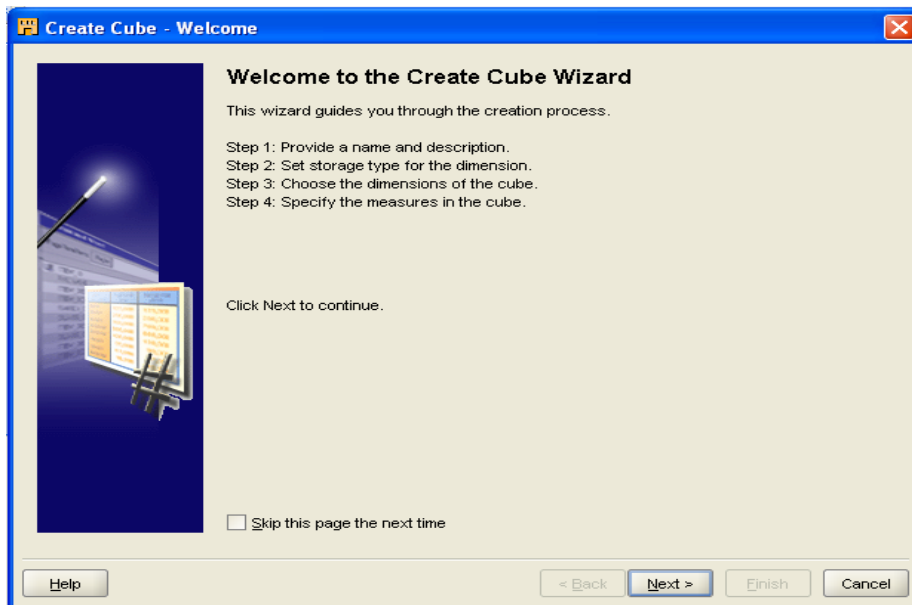 Create Cube - Welcome
Welcome to the Create Cube Wizard
This wizard guides you through the creation process.
Step 1: Provide a name and description.
Step 2: Set storage type for the dimension.
Step 3: Choose the dimensions of the cube.
Step 4: Specify the measures in the cube.
Click Next to continue.
Skip this page the next time
Help
< Back
Next >
Finish
Cancel